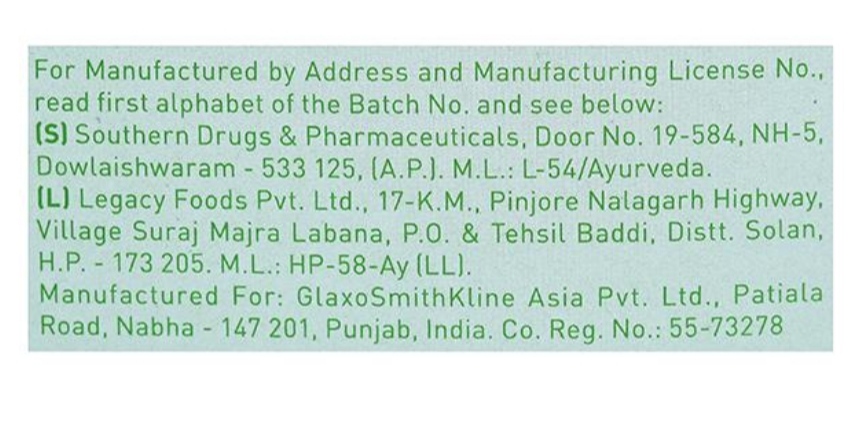 For Manufactured by Address and Manufacturing License No.,
read first alphabet of the Batch No. and see below:
(S) Southern Drugs & Pharmaceuticals, Door No. 19-584, NH-5,
Dowlaishwaram - 533 125, (A.P.). M.L.: L-54/Ayurveda.
(L) Legacy Foods Pvt. Ltd., 17-K.M., Pinjore Nalagarh Highway,
Village Suraj Majra Labana, P.O. & Tehsil Baddi, Distt. Solan,
H.P. - 173 205. M.L.: HP-58-Ay (LL).
Manufactured For: GlaxoSmithKline Asia Pvt. Ltd., Patiala
Road, Nabha - 147 201, Punjab, India. Co. Reg. No.: 55-73278